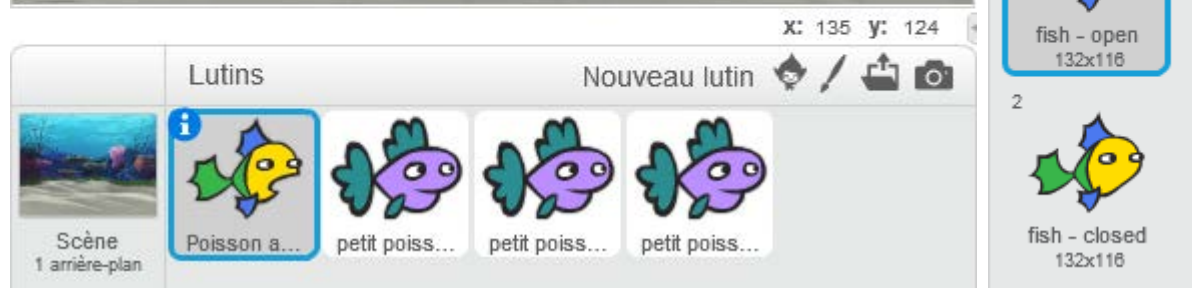 x: 135 y: 124
Lutins
Nouveau lutin
Scène
1 arrière-plan
Poisson a...
petit poiss...
petit poiss...
petit poiss...
fish - open
132x116
2
fish - closed
132x116